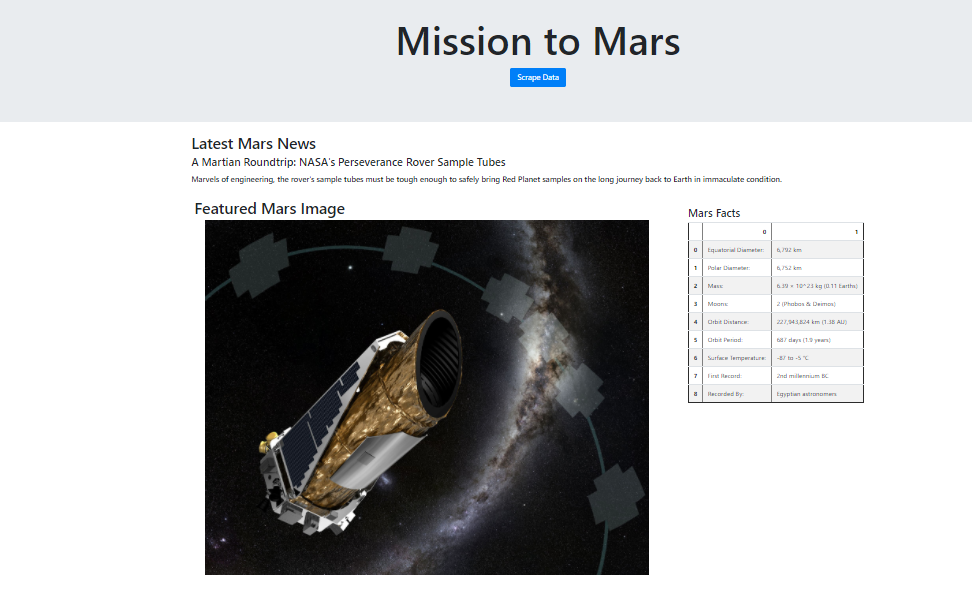 Mission to Mars
Scrape Data
Latest Mars News
A Martian Roundtrip: NASA's Perseverance Rover Sample Tubes
Marvels of engineering, the rover's sample tubes must be tough enough to safely bring Red Planet samples on the long journey back to Earth in immaculate condition.
Featured Mars Image
Mars Facts
0 1
0 Equatorial Diameter: 6,792 km
1 Polar Diameter: 6,752 km
2 Mass: 6.39 × 10^23 kg (0.11 Earths)
3 Moons: 2 (Phobos & Deimos)
4 Orbit Distance: 227,943,824 km (1.38 AU)
5 Orbit Period: 687 days (1.9 years)
6 Surface Temperature: -87 to -5 °C
7 First Record: 2nd millennium BC
8 Recorded By: Egyptian astronomers